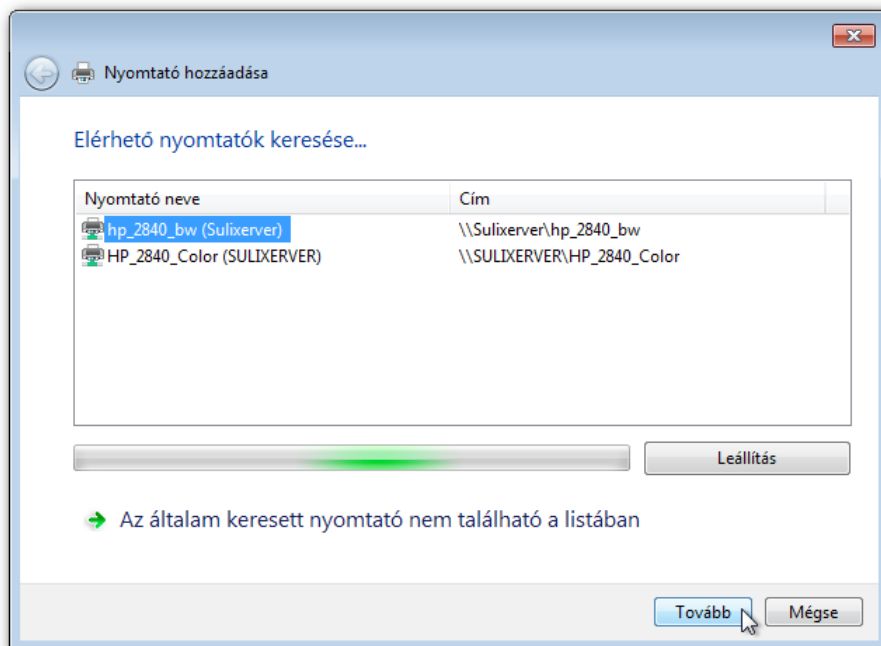 Nyomtató hozzáadása
Elérhető nyomtatók keresése...
Nyomtató neve Cím
hp_2840_bw (Sulixerver) \\Sulixerver\hp_2840_bw
HP_2840_Color (SULIXERVER) \\SULIXERVER\HP_2840_Color
Leállítás
Az általam keresett nyomtató nem található a listában
Tovább Mégse